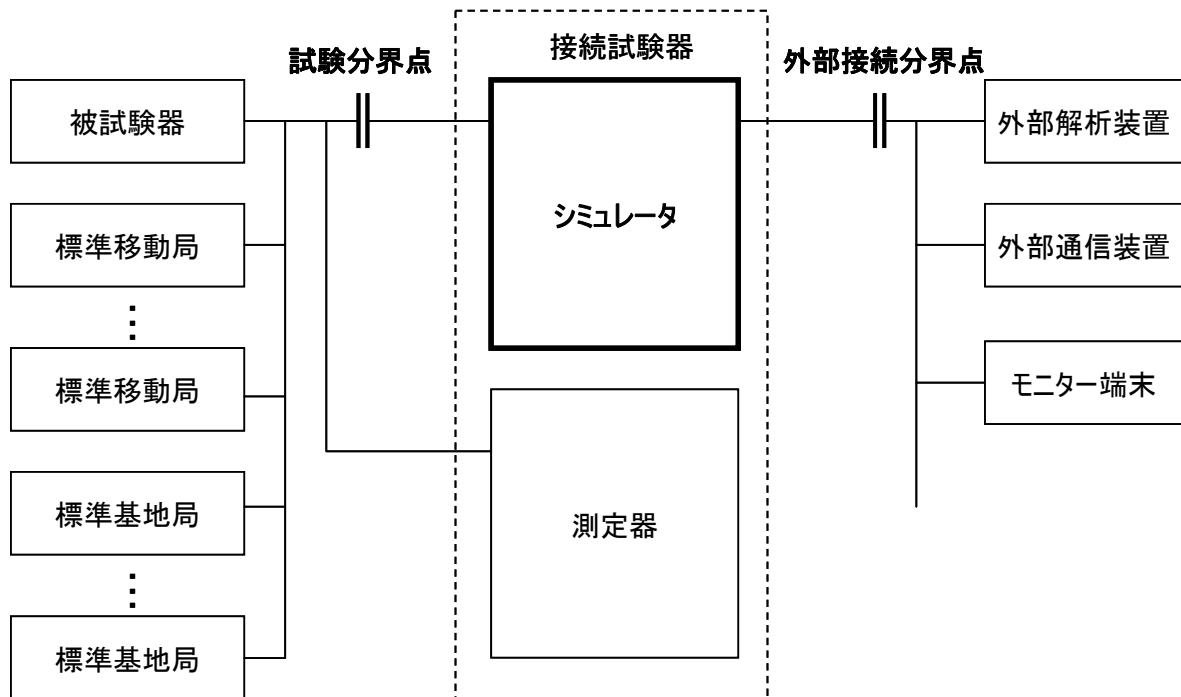 接続試験器
試験分界点
外部接続分界点
被試験器
標準移動局
⋮
標準移動局
標準基地局
⋮
標準基地局
シミュレータ
測定器
外部解析装置
外部通信装置
モニター端末